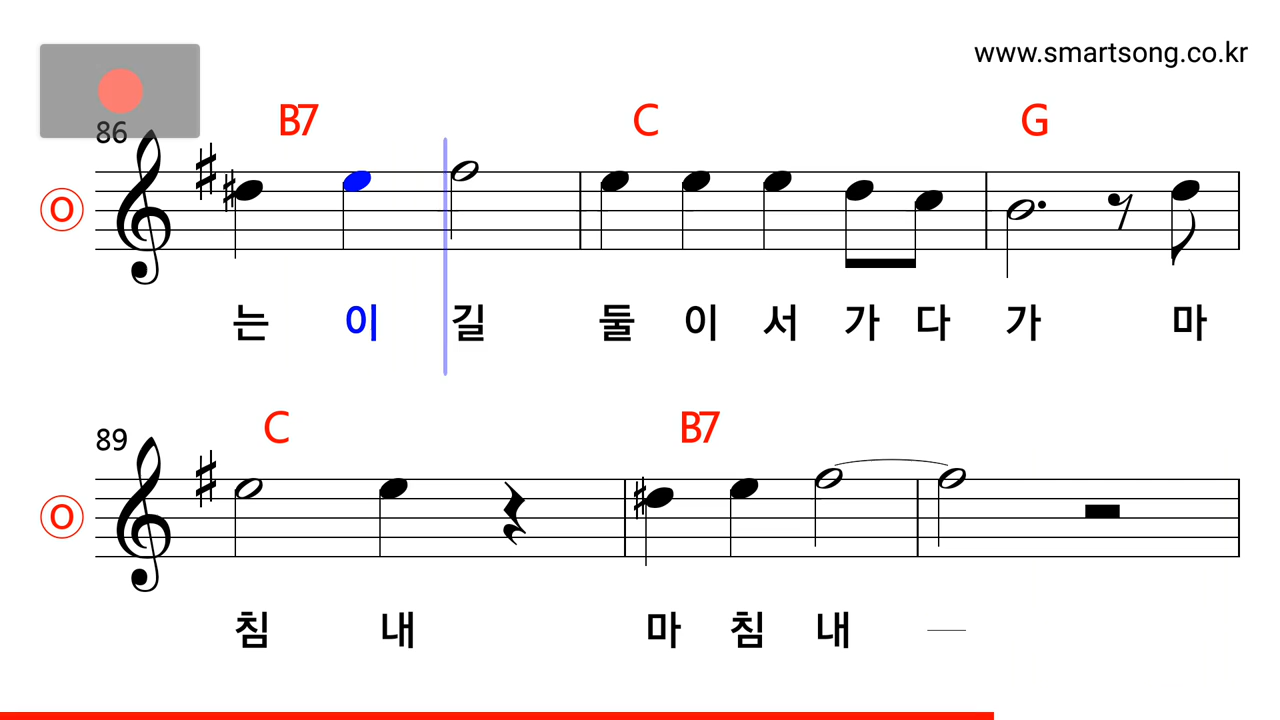 www.smartsong.co.kr
B7 C G
86
O
는 이 길 둘 이 서 가 다 가 마
C B7
89
O
침 내 마 침 내